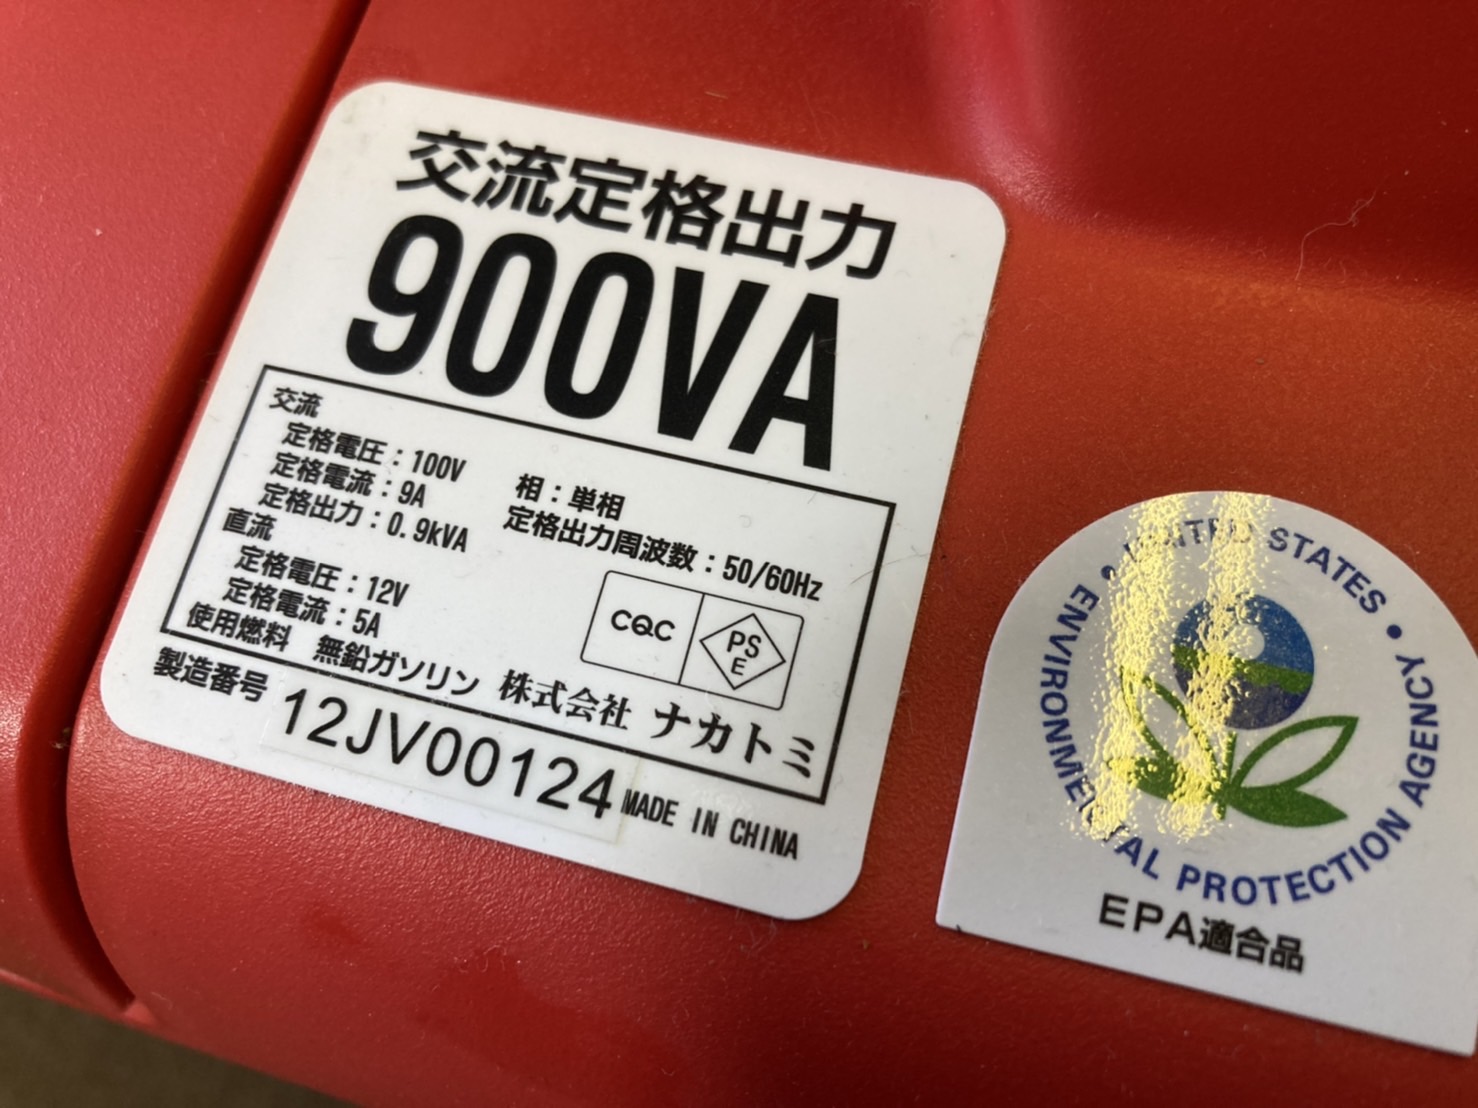 交流定格出力
900VA
交流
定格電圧：100V
定格電流：9A
定格出力：0.9kVA
相：単相
定格出力周波数：50/60Hz
直流
定格電圧：12V
定格電流：5A
使用燃料 無鉛ガソリン
CQC
PS
E
株式会社 ナカトミ
製造番号 12JV00124 MADE IN CHINA
UNITED STATES
ENVIRONMENTAL PROTECTION AGENCY
EPA適合品